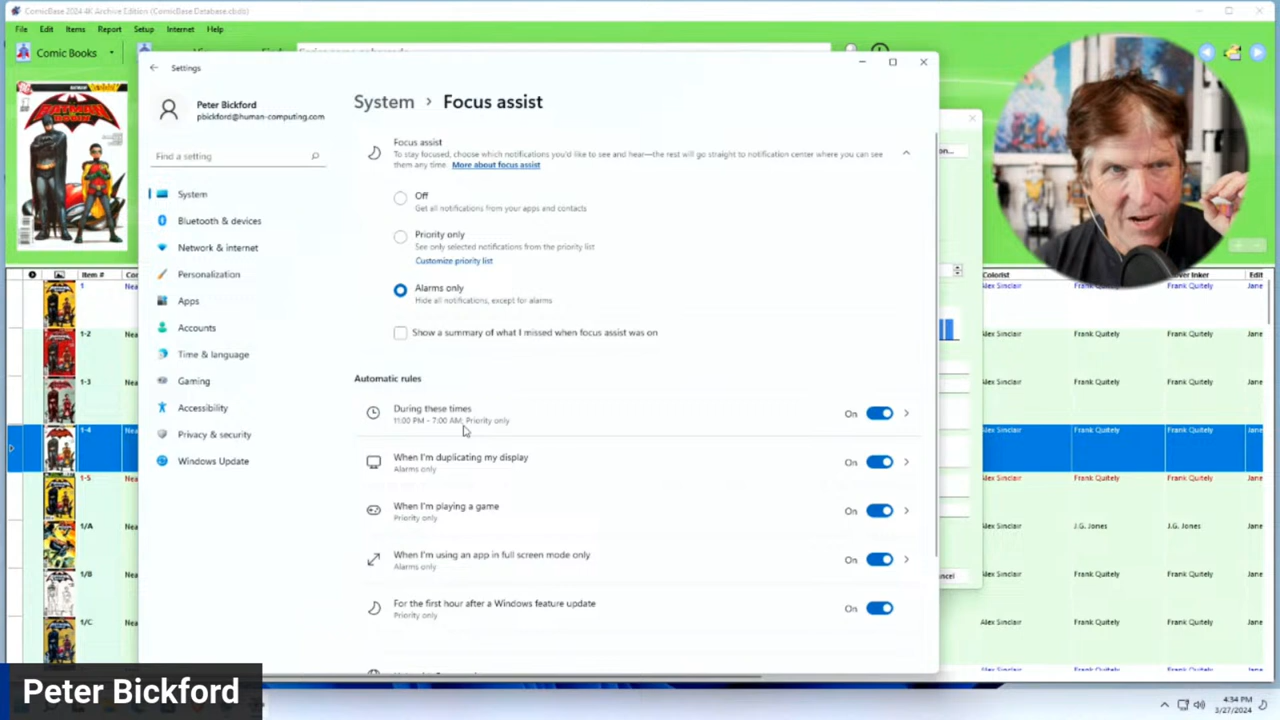 ComicBase 2024 4K Archive Edition (ComicBase Database.cbdb)
File Edit Items Report Setup Internet Help
Comic Books
Settings
Peter Bickford
pbickford@human-computing.com
Find a setting
System
Bluetooth & devices
Network & internet
Personalization
Apps
Accounts
Time & language
Gaming
Accessibility
Privacy & security
Windows Update
System > Focus assist
Focus assist
To stay focused, choose which notifications you'd like to see and hear—the rest will go straight to notification center where you can see
them any time. More about focus assist
Off
Get all notifications from your apps and contacts
Priority only
See only selected notifications from the priority list
Customize priority list
Alarms only
Hide all notifications, except for alarms
Show a summary of what I missed when focus assist was on
Automatic rules
During these times On
11:00 PM - 7:00 AM; Priority only
When I'm duplicating my display On
Alarms only
When I'm playing a game On
Priority only
When I'm using an app in full screen mode only On
Alarms only
For the first hour after a Windows feature update On
Priority only
Item #
1
1-2
1-3
1-4
1-5
1/A
1/B
1/C
Colorist Edit
Alex Sinclair Frank Quitely Jane
Alex Sinclair Frank Quitely Frank Quitely Jane
Alex Sinclair Frank Quitely Frank Quitely Jane
Alex Sinclair Frank Quitely Frank Quitely Jane
Alex Sinclair Frank Quitely Frank Quitely Jane
Alex Sinclair J.G. Jones J.G. Jones Jane
Alex Sinclair Frank Quitely Frank Quitely Jane
Alex Sinclair Frank Quitely Frank Quitely Jane
Peter Bickford
4:54 PM
3/27/2024